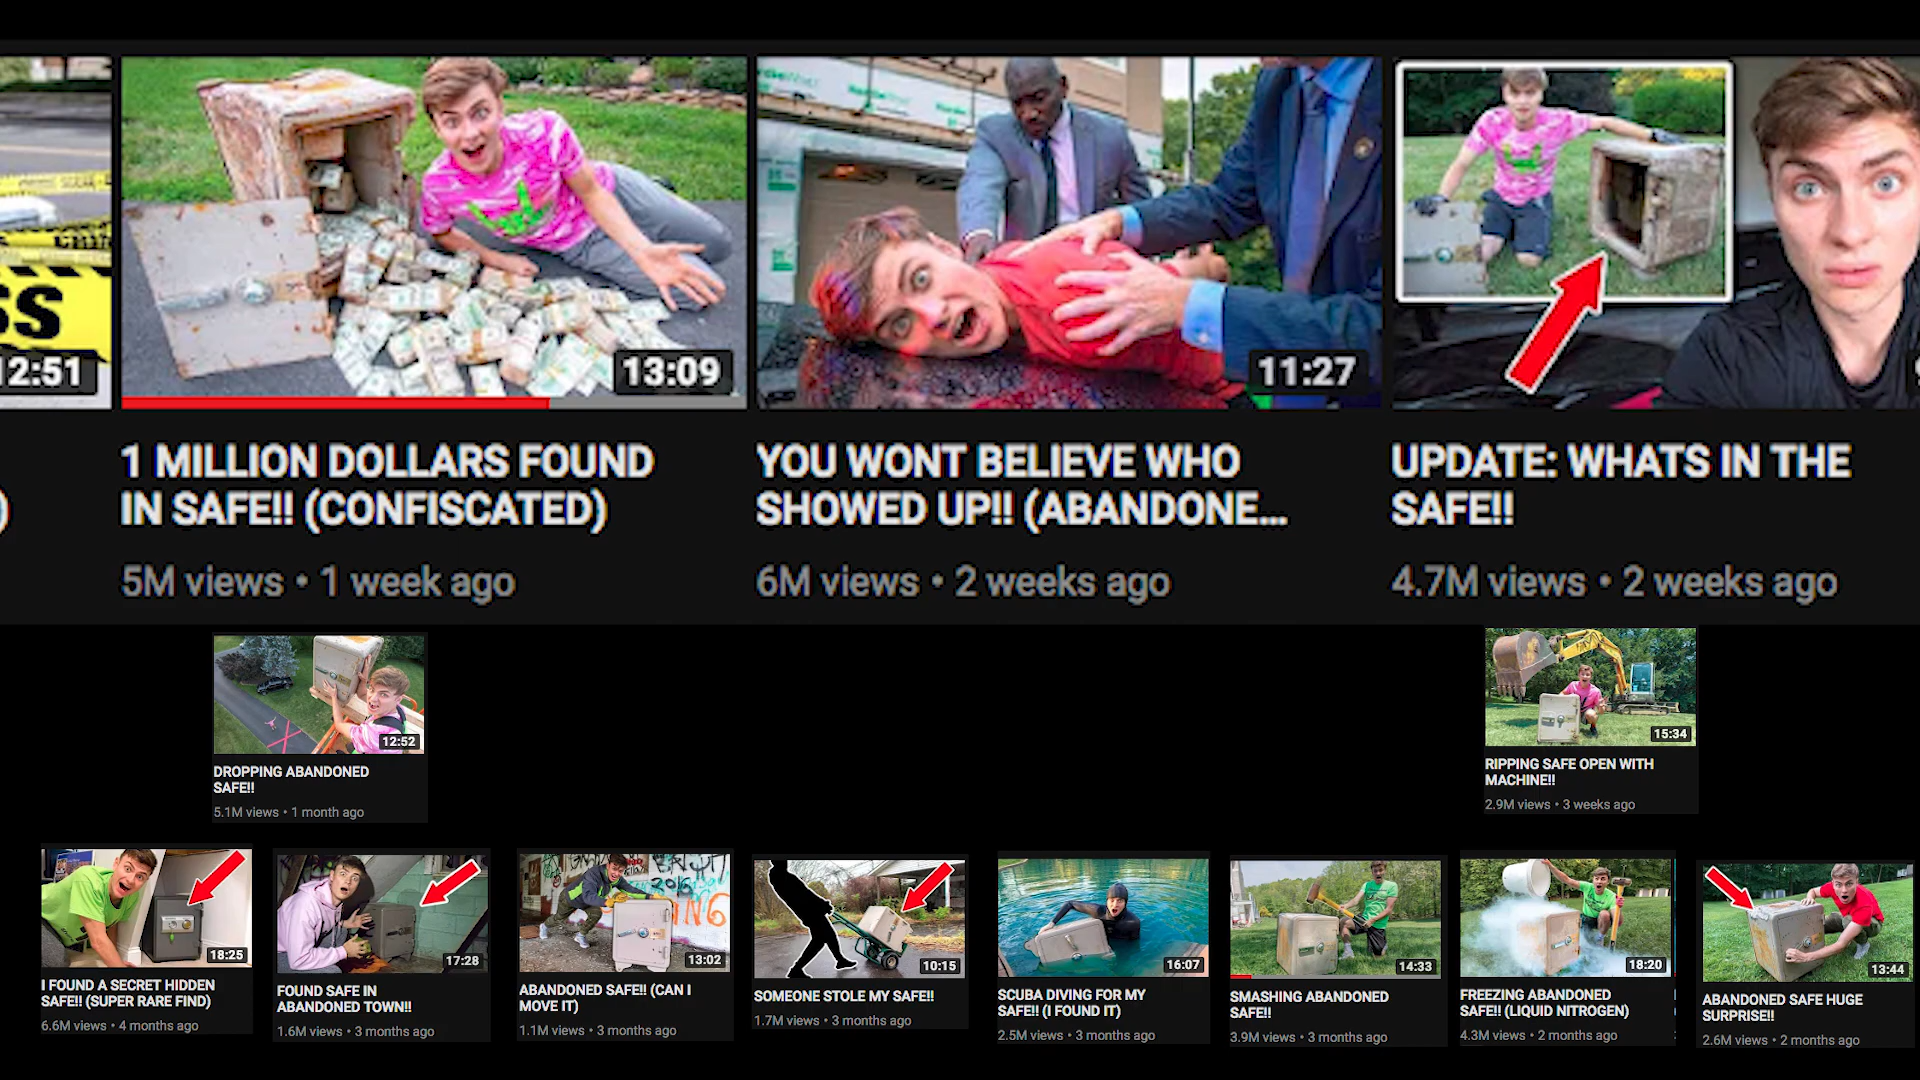 SS
12:51
)
13:09
1 MILLION DOLLARS FOUND
IN SAFE!! (CONFISCATED)
5M views • 1 week ago
11:27
YOU WONT BELIEVE WHO
SHOWED UP!! (ABANDONE...
6M views • 2 weeks ago
UPDATE: WHATS IN THE
SAFE!!
4.7M views • 2 weeks ago
12:52
DROPPING ABANDONED
SAFE!!
5.1M views • 1 month ago
15:34
RIPPING SAFE OPEN WITH
MACHINE!!
2.9M views • 3 weeks ago
18:25
I FOUND A SECRET HIDDEN
SAFE!! (SUPER RARE FIND)
6.6M views • 4 months ago
17:28
FOUND SAFE IN
ABANDONED TOWN!!
1.6M views • 3 months ago
13:02
ABANDONED SAFE!! (CAN I
MOVE IT)
1.1M views • 3 months ago
10:15
SOMEONE STOLE MY SAFE!!
1.7M views • 3 months ago
16:07
SCUBA DIVING FOR MY
SAFE!! (I FOUND IT)
2.5M views • 3 months ago
14:33
SMASHING ABANDONED
SAFE!!
3.9M views • 3 months ago
18:20
FREEZING ABANDONED
SAFE!! (LIQUID NITROGEN)
4.3M views • 2 months ago
13:44
ABANDONED SAFE HUGE
SURPRISE!!
2.6M views • 2 months ago